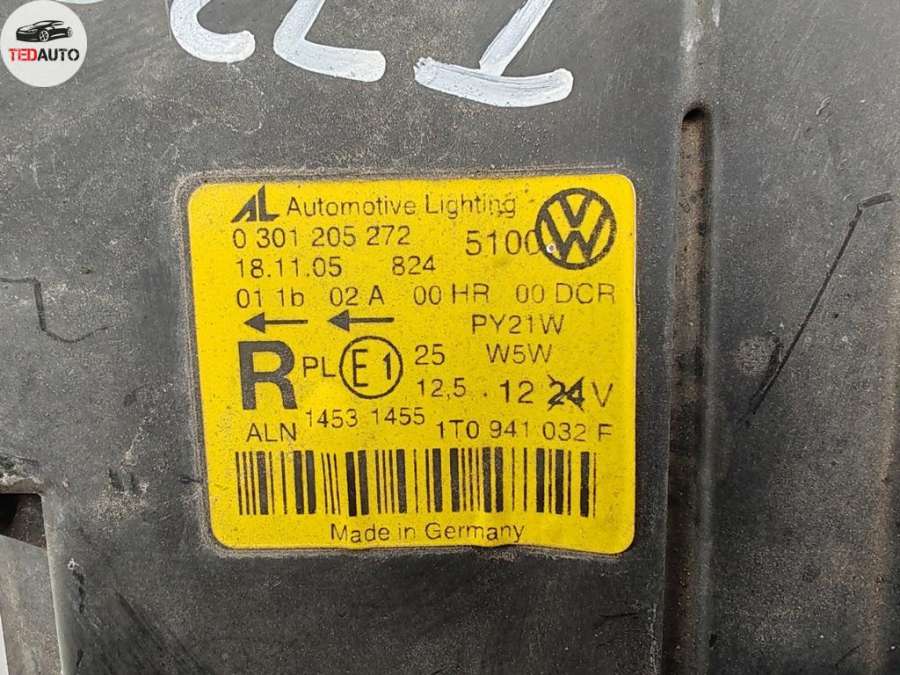 TEDAUTO
AL Automotive Lighting
0 301 205 272 5100
18.11.05 824
01 1b 02 A 00 HR 00 DCR
PY21W
R PL E1 25 W5W
12,5 . 12 24 V
1453 1455
ALN 1T0 941 032 F
Made in Germany